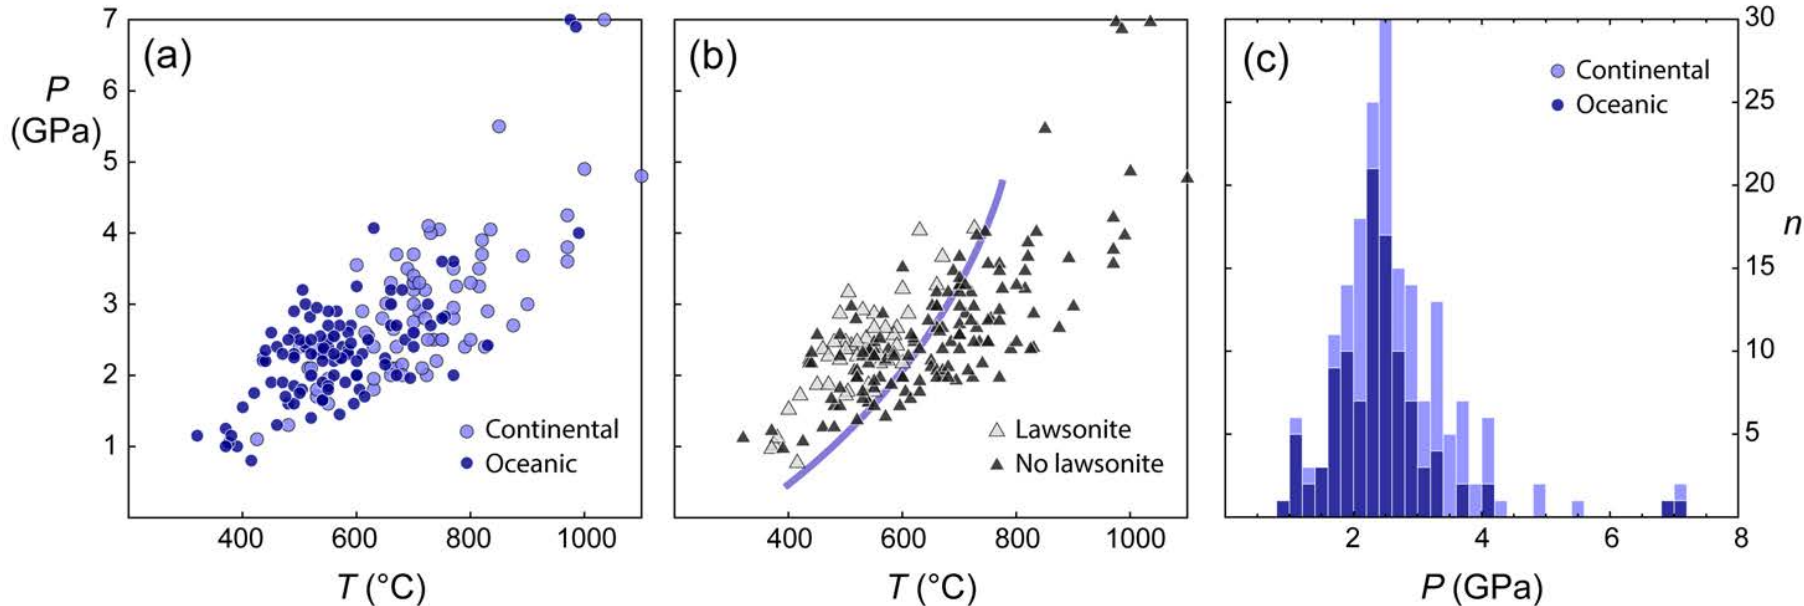 (a)
P
(GPa)
7
6
5
4
3
2
1
Continental
Oceanic
400 600 800 1000
T (°C)
(b)
Lawsonite
No lawsonite
400 600 800 1000
T (°C)
(c)
Continental
Oceanic
30
25
20
15
10
5
n
2 4 6 8
P (GPa)